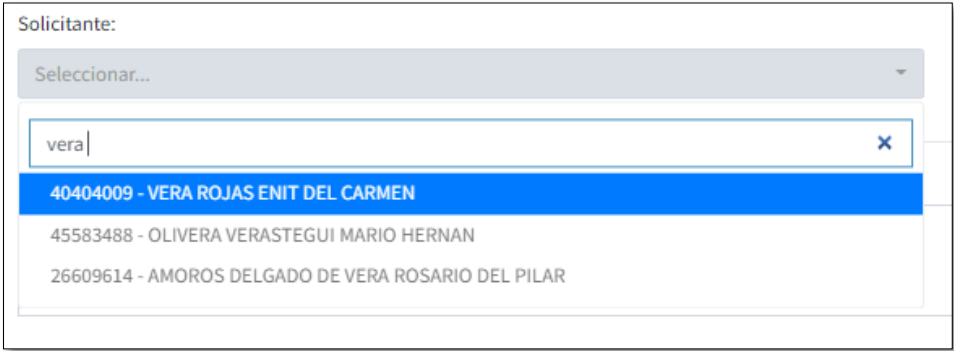 Solicitante:
Seleccionar...
vera
40404009 - VERA ROJAS ENIT DEL CARMEN
45583488 - OLIVERA VERASTEGUI MARIO HERNAN
26609614 - AMOROS DELGADO DE VERA ROSARIO DEL PILAR